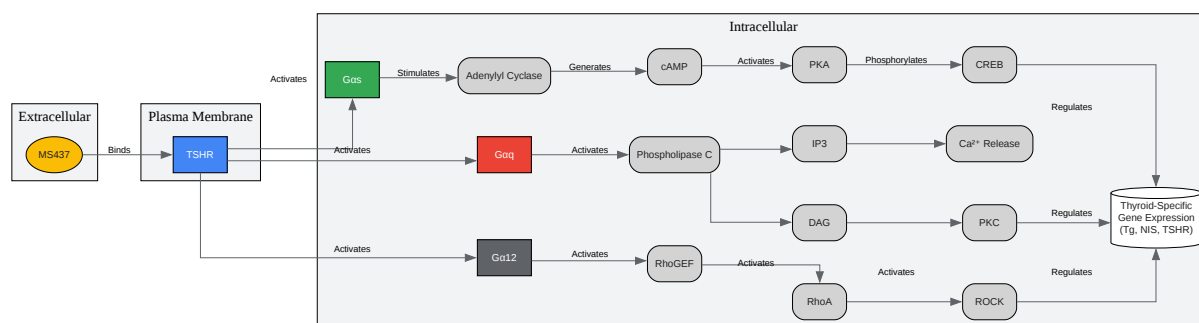 Intracellular
Activates
Gαs
Stimulates
Adenylyl Cyclase
Generates
cAMP
Activates
PKA
Phosphorylates
CREB
Extracellular
Plasma Membrane
Regulates
MS437
Binds
TSHR
Activates
Gαq
Activates
Phospholipase C
IP3
Ca²⁺ Release
Thyroid-Specific
Gene Expression
(Tg, NIS, TSHR)
DAG
PKC
Regulates
Activates
Gα12
Activates
RhoGEF
Activates
RhoA
Activates
ROCK
Regulates